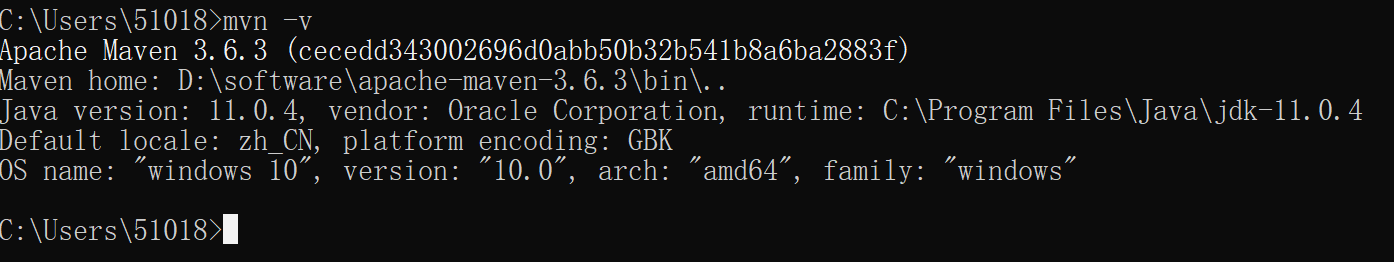 C:\Users\51018>mvn -v
Apache Maven 3.6.3 (cecedd343002696d0abb50b32b541b8a6ba2883f)
Maven home: D:\software\apache-maven-3.6.3\bin\..
Java version: 11.0.4, vendor: Oracle Corporation, runtime: C:\Program Files\Java\jdk-11.0.4
Default locale: zh_CN, platform encoding: GBK
OS name: "windows 10", version: "10.0", arch: "amd64", family: "windows"
C:\Users\51018>